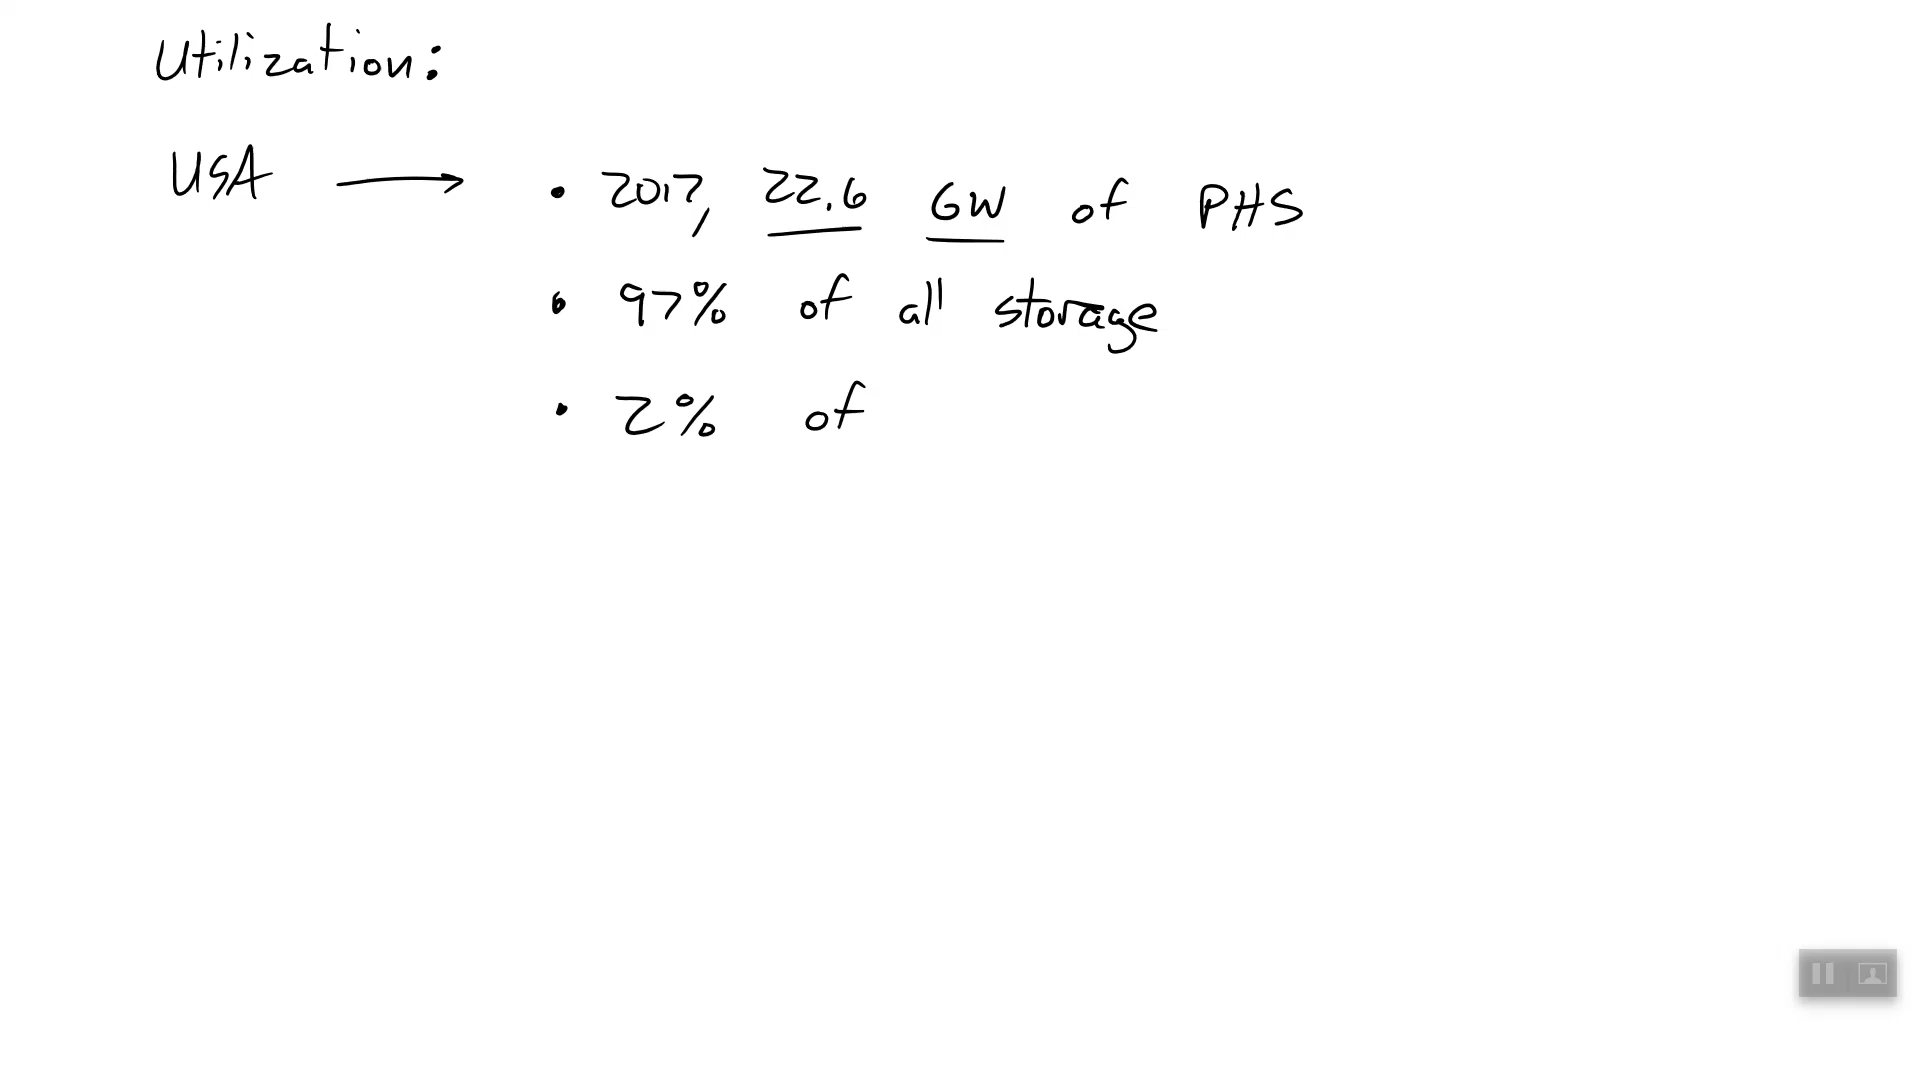 Utilization:
USA → • 2017, 22.6 GW of PHS
• 97% of all storage
• 2% of